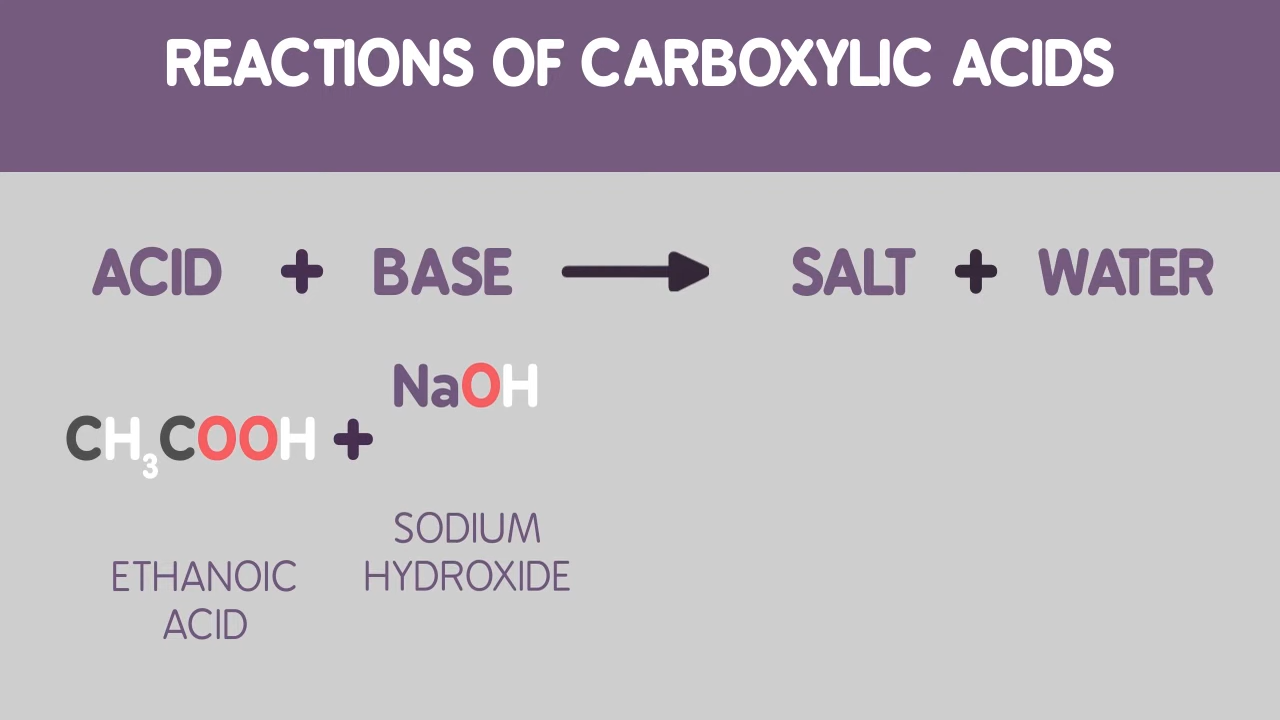 REACTIONS OF CARBOXYLIC ACIDS
ACID + BASE → SALT + WATER
NaOH
CH₃COOH +
SODIUM
HYDROXIDE
ETHANOIC
ACID